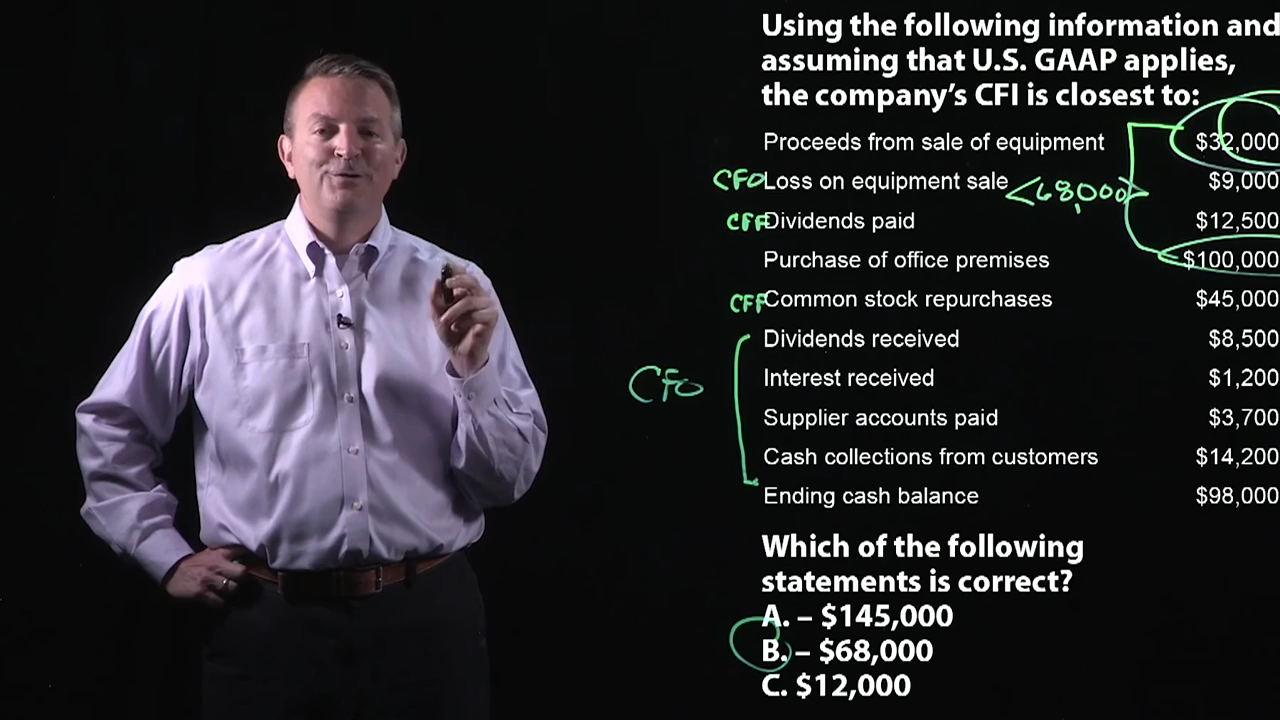 Using the following information and
assuming that U.S. GAAP applies,
the company's CFI is closest to:
Proceeds from sale of equipment $32,000
CFO Loss on equipment sale <68,000> $9,000
CFF Dividends paid $12,500
Purchase of office premises $100,000
CFF Common stock repurchases $45,000
Dividends received $8,500
Interest received $1,200
CFO
Supplier accounts paid $3,700
Cash collections from customers $14,200
Ending cash balance $98,000
Which of the following
statements is correct?
A. – $145,000
B. – $68,000
C. $12,000